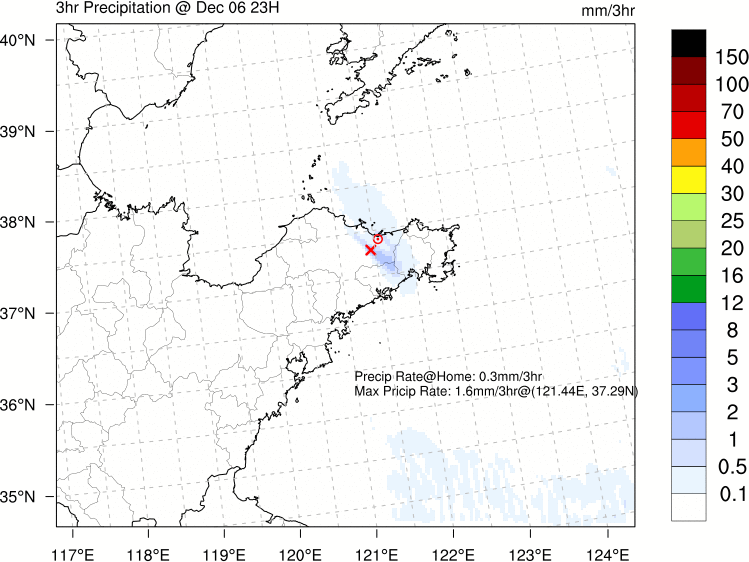 3hr Precipitation @ Dec 06 23H
mm/3hr
40°N
39°N
38°N
37°N
36°N
35°N
Precip Rate@Home: 0.3mm/3hr
Max Pricip Rate: 1.6mm/3hr@(121.44E, 37.29N)
117°E 118°E 119°E 120°E 121°E 122°E 123°E 124°E
150
100
70
50
40
30
25
20
16
12
8
5
3
2
1
0.5
0.1